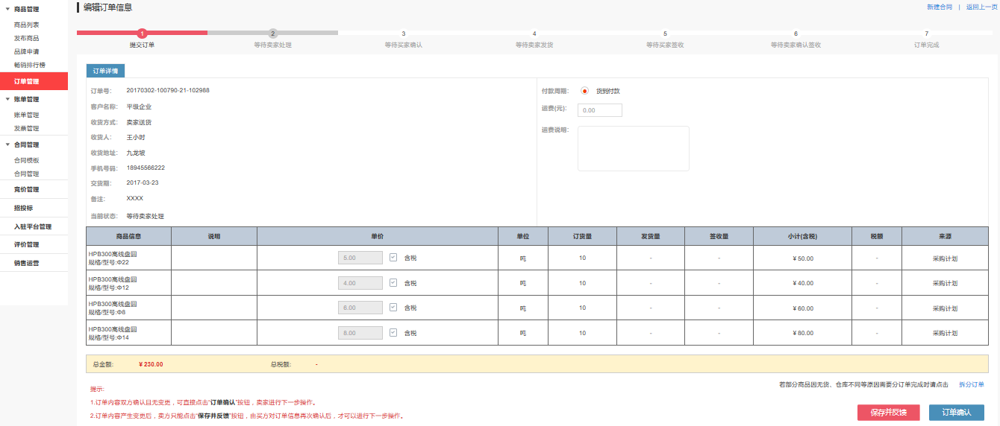 商品管理
商品列表
发布商品
品牌申请
畅销排行榜
订单管理
账单管理
账单管理
发票管理
合同管理
合同模板
合同管理
竞价管理
招投标
入驻平台管理
评价管理
销售运营
编辑订单信息
新建合同 | 返回上一页
1 2 3 4 5 6 7
提交订单 等待卖家处理 等待买家确认 等待卖家发货 等待买家签收 等待卖家确认签收 订单完成
订单详情
订单号: 20170302-100790-21-102988
客户名称: 平级企业
收货方式: 卖家送货
收货人: 王小时
收货地址: 九龙坡
手机号码: 18945566222
交货期: 2017-03-23
备注: XXXX
当前状态: 等待卖家处理
付款周期: 货到付款
运费(元): 0.00
运费说明:
商品信息 说明 单价 单位 订货量 发货量 签收量 小计(含税) 税额 来源
HPB300高线盘圆
规格/型号:Φ22
5.00 含税 吨 10 - - ¥ 50.00 - 采购计划
HPB300高线盘圆
规格/型号:Φ12
4.00 含税 吨 10 - - ¥ 40.00 - 采购计划
HPB300高线盘圆
规格/型号:Φ8
6.00 含税 吨 10 - - ¥ 60.00 - 采购计划
HPB300高线盘圆
规格/型号:Φ14
8.00 含税 吨 10 - - ¥ 80.00 - 采购计划
总金额: ¥ 230.00 总税额: -
若部分商品因无货、仓库不同等原因需要分订单完成时请点击 拆分订单
提示:
1.订单内容双方确认且无变更，可直接点击“订单确认”按钮，卖家进行下一步操作。
2.订单内容产生变更后，卖方只能点击“保存并反馈”按钮，由买方对订单信息再次确认后，才可以进行下一步操作。
保存并反馈 订单确认